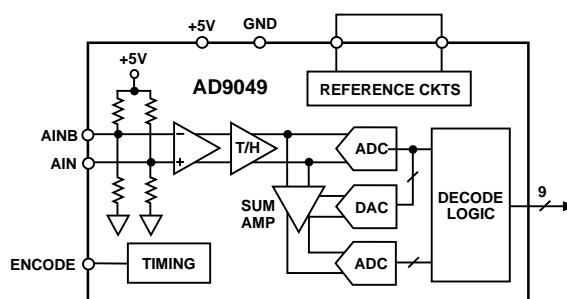 +5V
GND
+5V
AD9049
REFERENCE CKTS
AINB
−
T/H
ADC
AIN
+
9
SUM
AMP
DAC
DECODE
LOGIC
ENCODE
TIMING
ADC